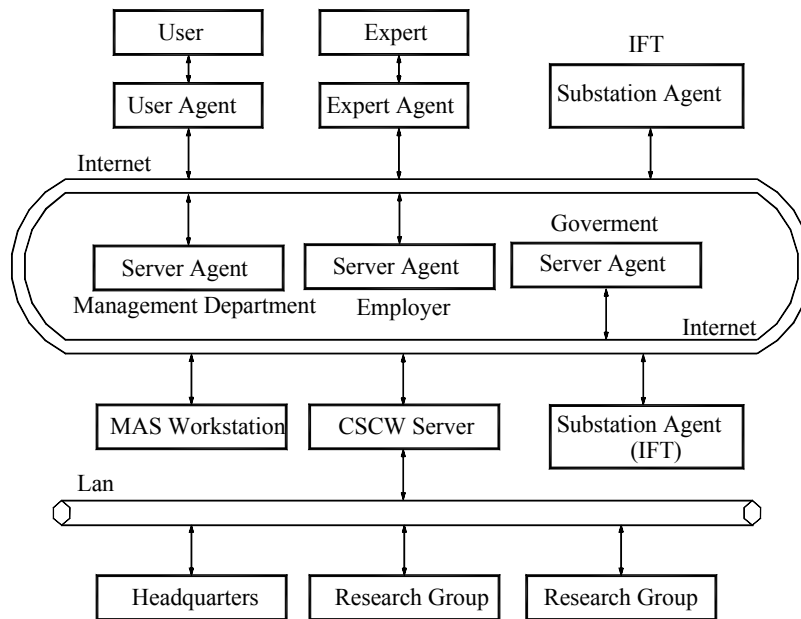 User
Expert
IFT
User Agent
Expert Agent
Substation Agent
Internet
Goverment
Server Agent
Server Agent
Server Agent
Management Department
Employer
Internet
MAS Workstation
CSCW Server
Substation Agent
(IFT)
Lan
Headquarters
Research Group
Research Group